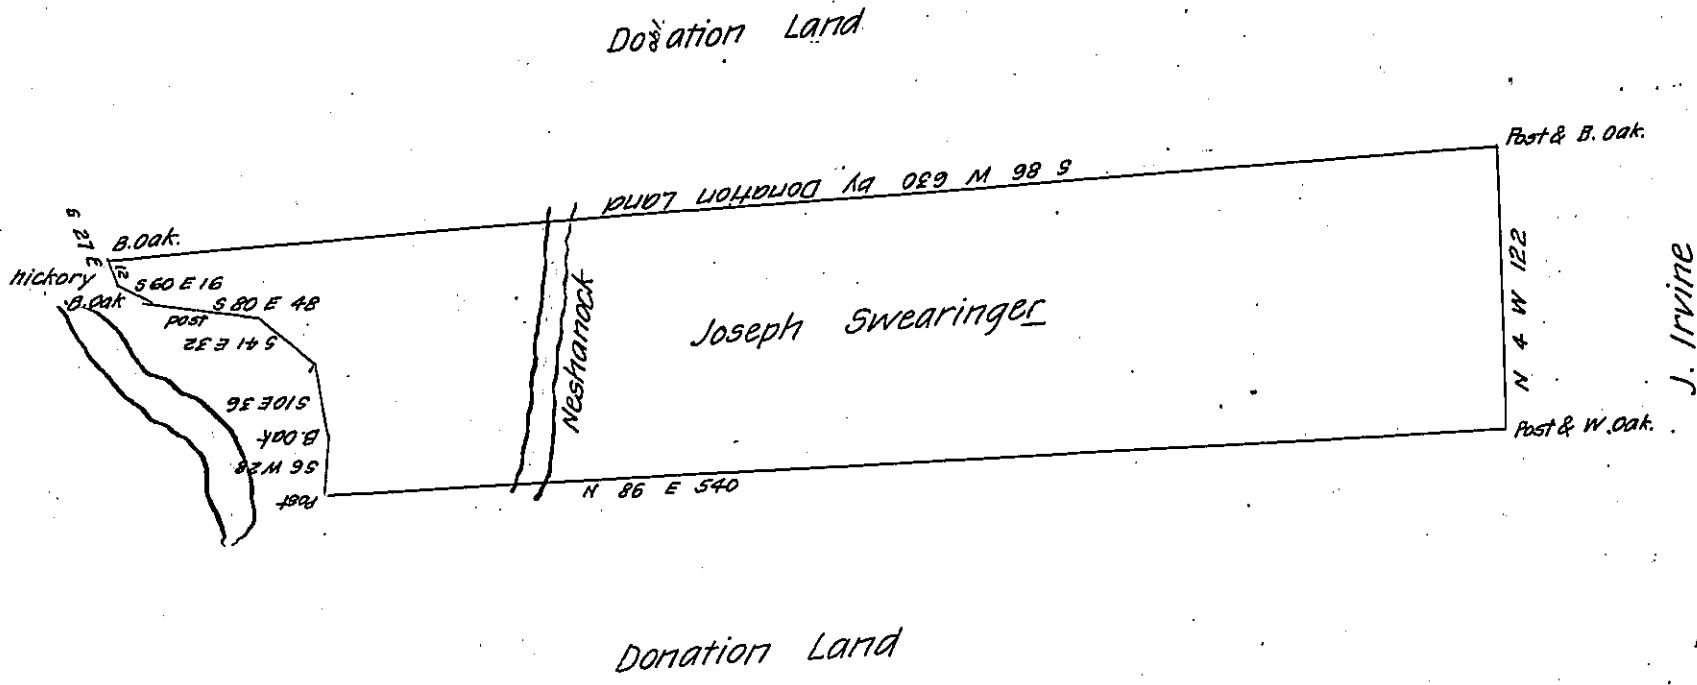 Donation Land
Post & B. Oak.
S 86 W 630 by Donation Land
S 27 E 12
B. Oak.
hickory
S 60 E 16
B. Oak
S 80 E 48
Post
S 41 E 32
Neshanock
Joseph Swearinger
N 4 W 122
J. Irvine
S 10 E 36
B. Oak
S 6 W 28
Post
Post & W. Oak.
N 86 E 540
Donation Land